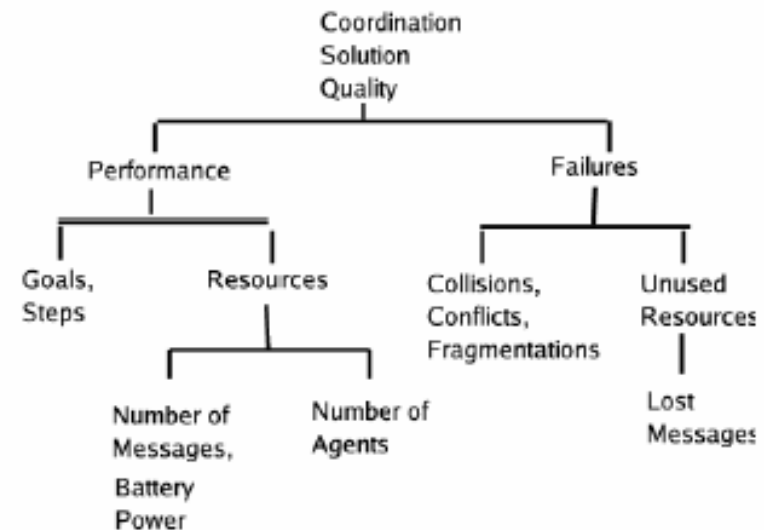 Coordination
Solution
Quality
Performance
Failures
Goals,
Steps
Resources
Collisions,
Conflicts,
Fragmentations
Unused
Resources
Number of
Messages,
Battery
Power
Number of
Agents
Lost
Messages